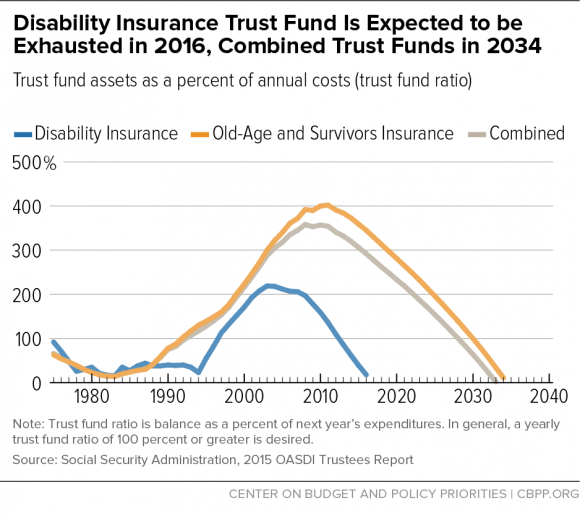 Disability Insurance Trust Fund Is Expected to be
Exhausted in 2016, Combined Trust Funds in 2034
Trust fund assets as a percent of annual costs (trust fund ratio)
Disability Insurance Old-Age and Survivors Insurance Combined
500%
400
300
200
100
0
1980 1990 2000 2010 2020 2030 2040
Note: Trust fund ratio is balance as a percent of next year's expenditures. In general, a yearly
trust fund ratio of 100 percent or greater is desired.
Source: Social Security Administration, 2015 OASDI Trustees Report
CENTER ON BUDGET AND POLICY PRIORITIES | CBPP.ORG